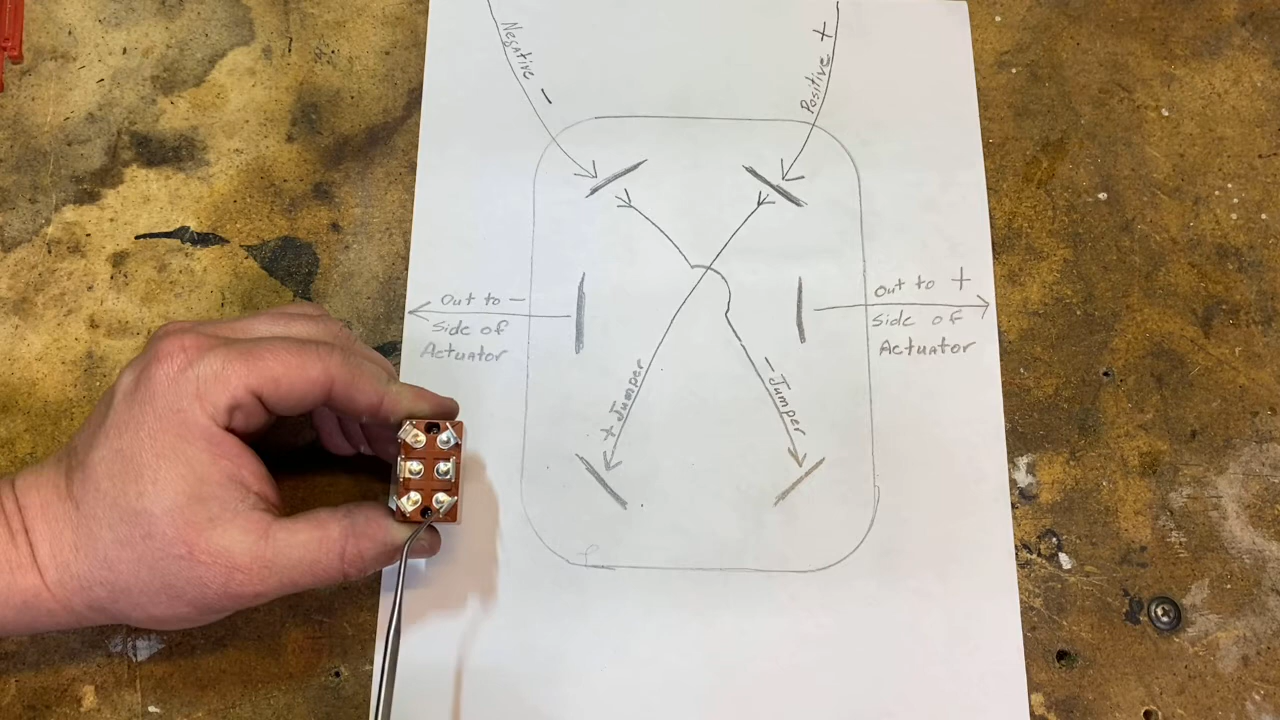 Negative -
Positive +
Out to -
Side of
Actuator
Out to +
Side of
Actuator
+ Jumper
- Jumper